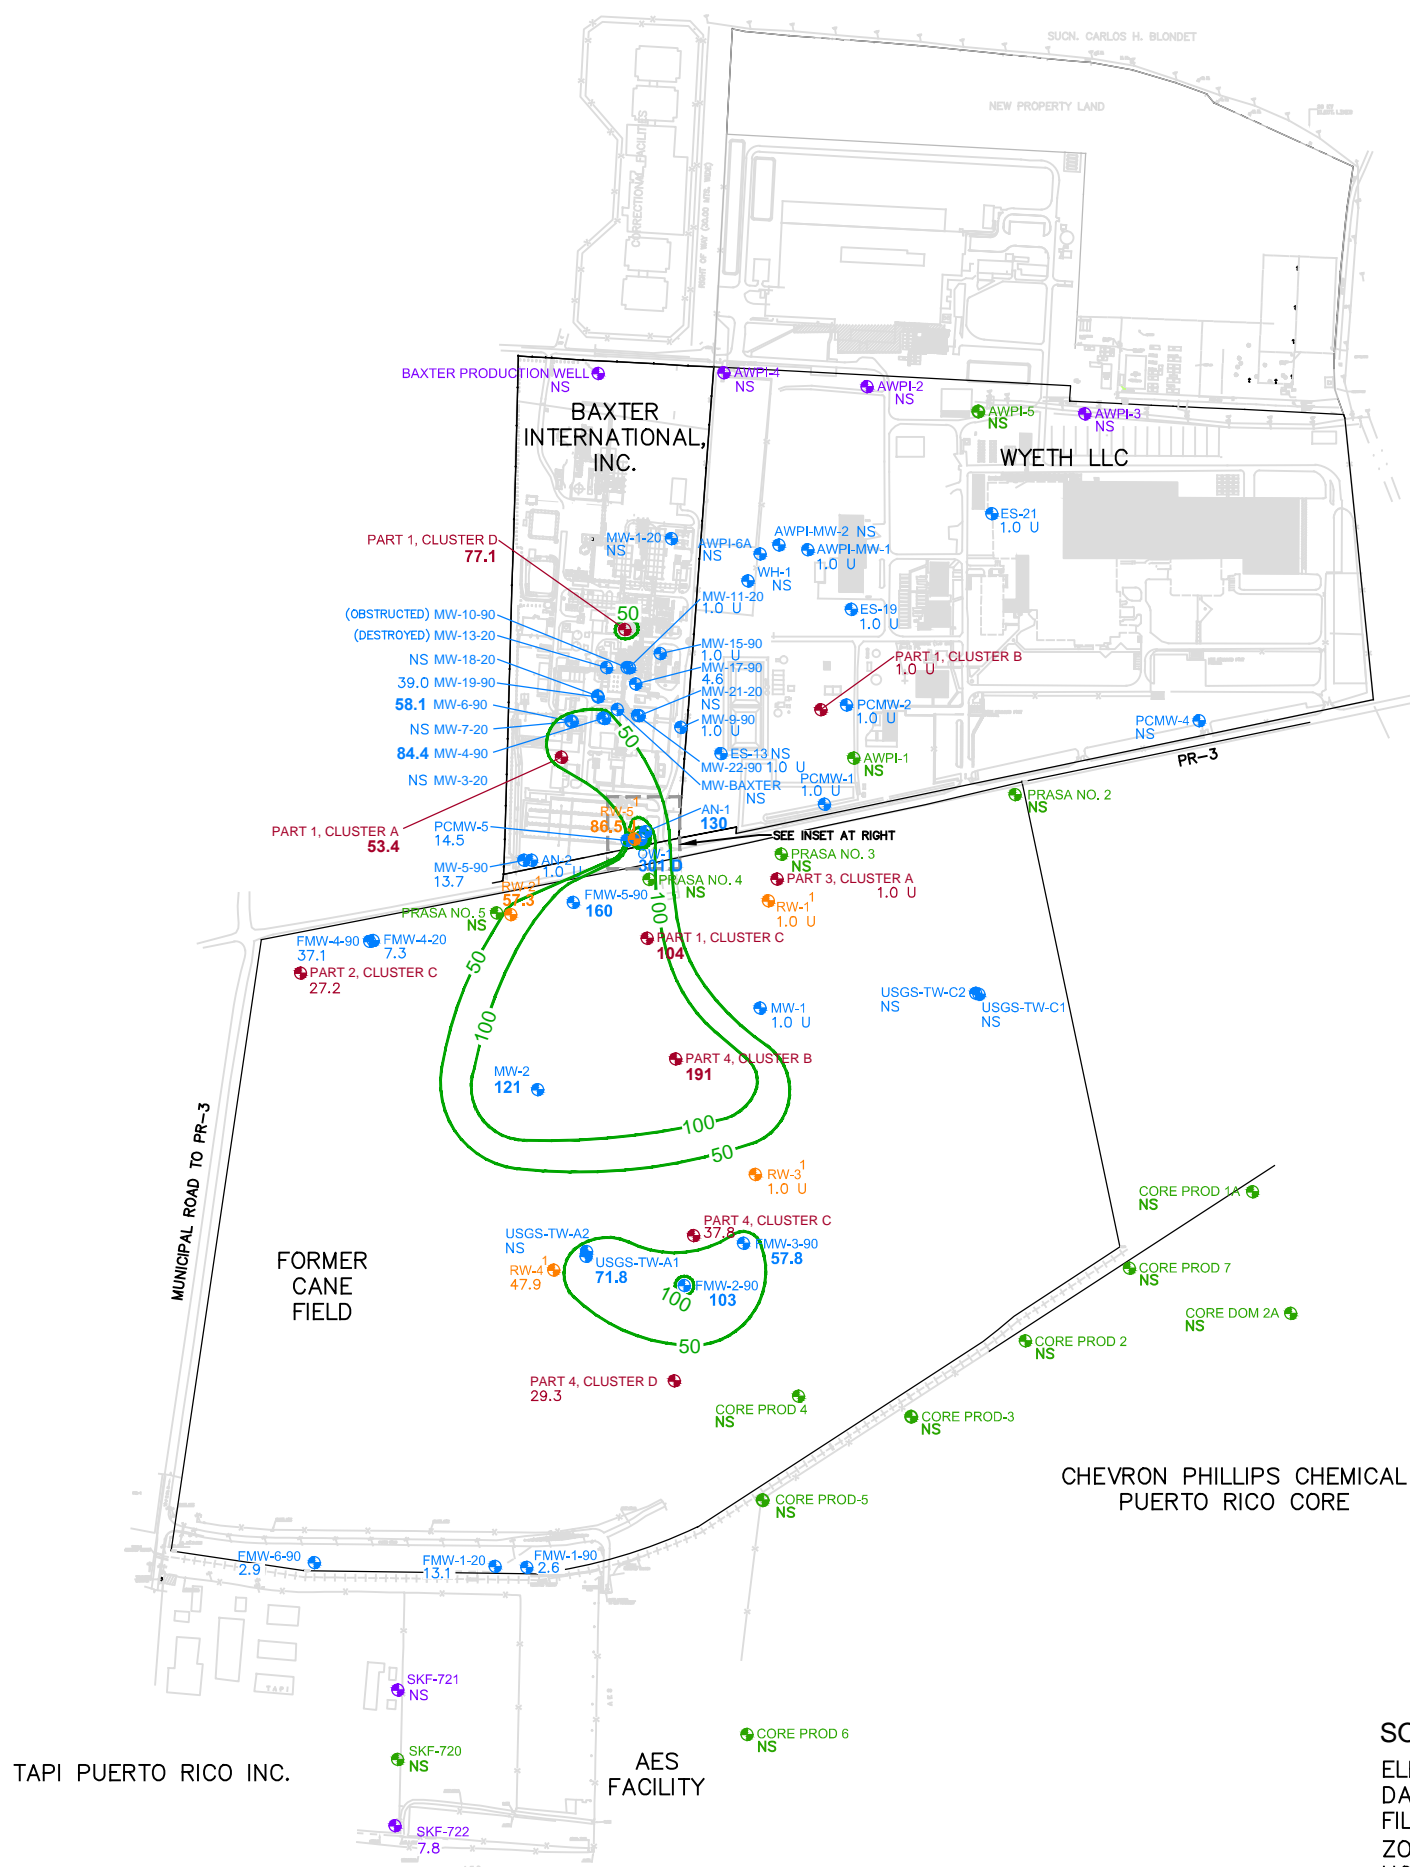 SUCN. CARLOS H. BLONDET
NEW PROPERTY LAND
CORRECTIONAL FACILITIES
BAXTER PRODUCTION WELL
NS
AWPI-4
NS
AWPI-2
NS
AWPI-5
NS
AWPI-3
NS
BAXTER
INTERNATIONAL,
INC.
WYETH LLC
ES-21
1.0 U
PART 1, CLUSTER D
77.1
MW-1-20
NS
AWPI-6A
NS
AWPI-MW-2 NS
AWPI-MW-1
1.0 U
WH-1
NS
MW-11-20
1.0 U
ES-19
1.0 U
50
(OBSTRUCTED) MW-10-90
(DESTROYED) MW-13-20
NS MW-18-20
39.0 MW-19-90
58.1 MW-6-90
NS MW-7-20
84.4 MW-4-90
NS MW-3-20
MW-15-90
1.0 U
MW-17-90
4.6
MW-21-20
NS
MW-9-90
1.0 U
PART 1, CLUSTER B
1.0 U
PCMW-2
1.0 U
PCMW-4
NS
PR-3
50
ES-13 NS
MW-22-90 1.0 U
MW-BAXTER
NS
AWPI-1
NS
PCMW-1
1.0 U
PRASA NO. 2
NS
PART 1, CLUSTER A
53.4
RW-5 1
86.5
AN-1
130
PCMW-5
14.5
OW-1
301 D
SEE INSET AT RIGHT
PRASA NO. 3
NS
MW-5-90
13.7
AN-2
1.0 U
PRASA NO. 4
NS
PART 3, CLUSTER A
1.0 U
RW-2 1
57.3
FMW-5-90
160
RW-1 1
1.0 U
PRASA NO. 5
NS
100
FMW-4-90
37.1
FMW-4-20
7.3
PART 1, CLUSTER C
104
PART 2, CLUSTER C
27.2
50
100
USGS-TW-C2
NS
USGS-TW-C1
NS
MW-1
1.0 U
PART 4, CLUSTER B
191
MW-2
121
100
50
MUNICIPAL ROAD TO PR-3
RW-3 1
1.0 U
CORE PROD 1A
NS
PART 4, CLUSTER C
37.8
USGS-TW-A2
NS
USGS-TW-A1
71.8
FMW-3-90
57.8
RW-4 1
47.9
FMW-2-90
103
100
FORMER
CANE
FIELD
CORE PROD 7
NS
CORE DOM 2A
NS
CORE PROD 2
NS
50
PART 4, CLUSTER D
29.3
CORE PROD 4
NS
CORE PROD-3
NS
CHEVRON PHILLIPS CHEMICAL
PUERTO RICO CORE
CORE PROD-5
NS
FMW-6-90
2.9
FMW-1-20
13.1
FMW-1-90
2.6
TAPI
AES
SKF-721
NS
CORE PROD 6
NS
SKF-720
NS
TAPI PUERTO RICO INC.
AES
FACILITY
SKF-722
7.8